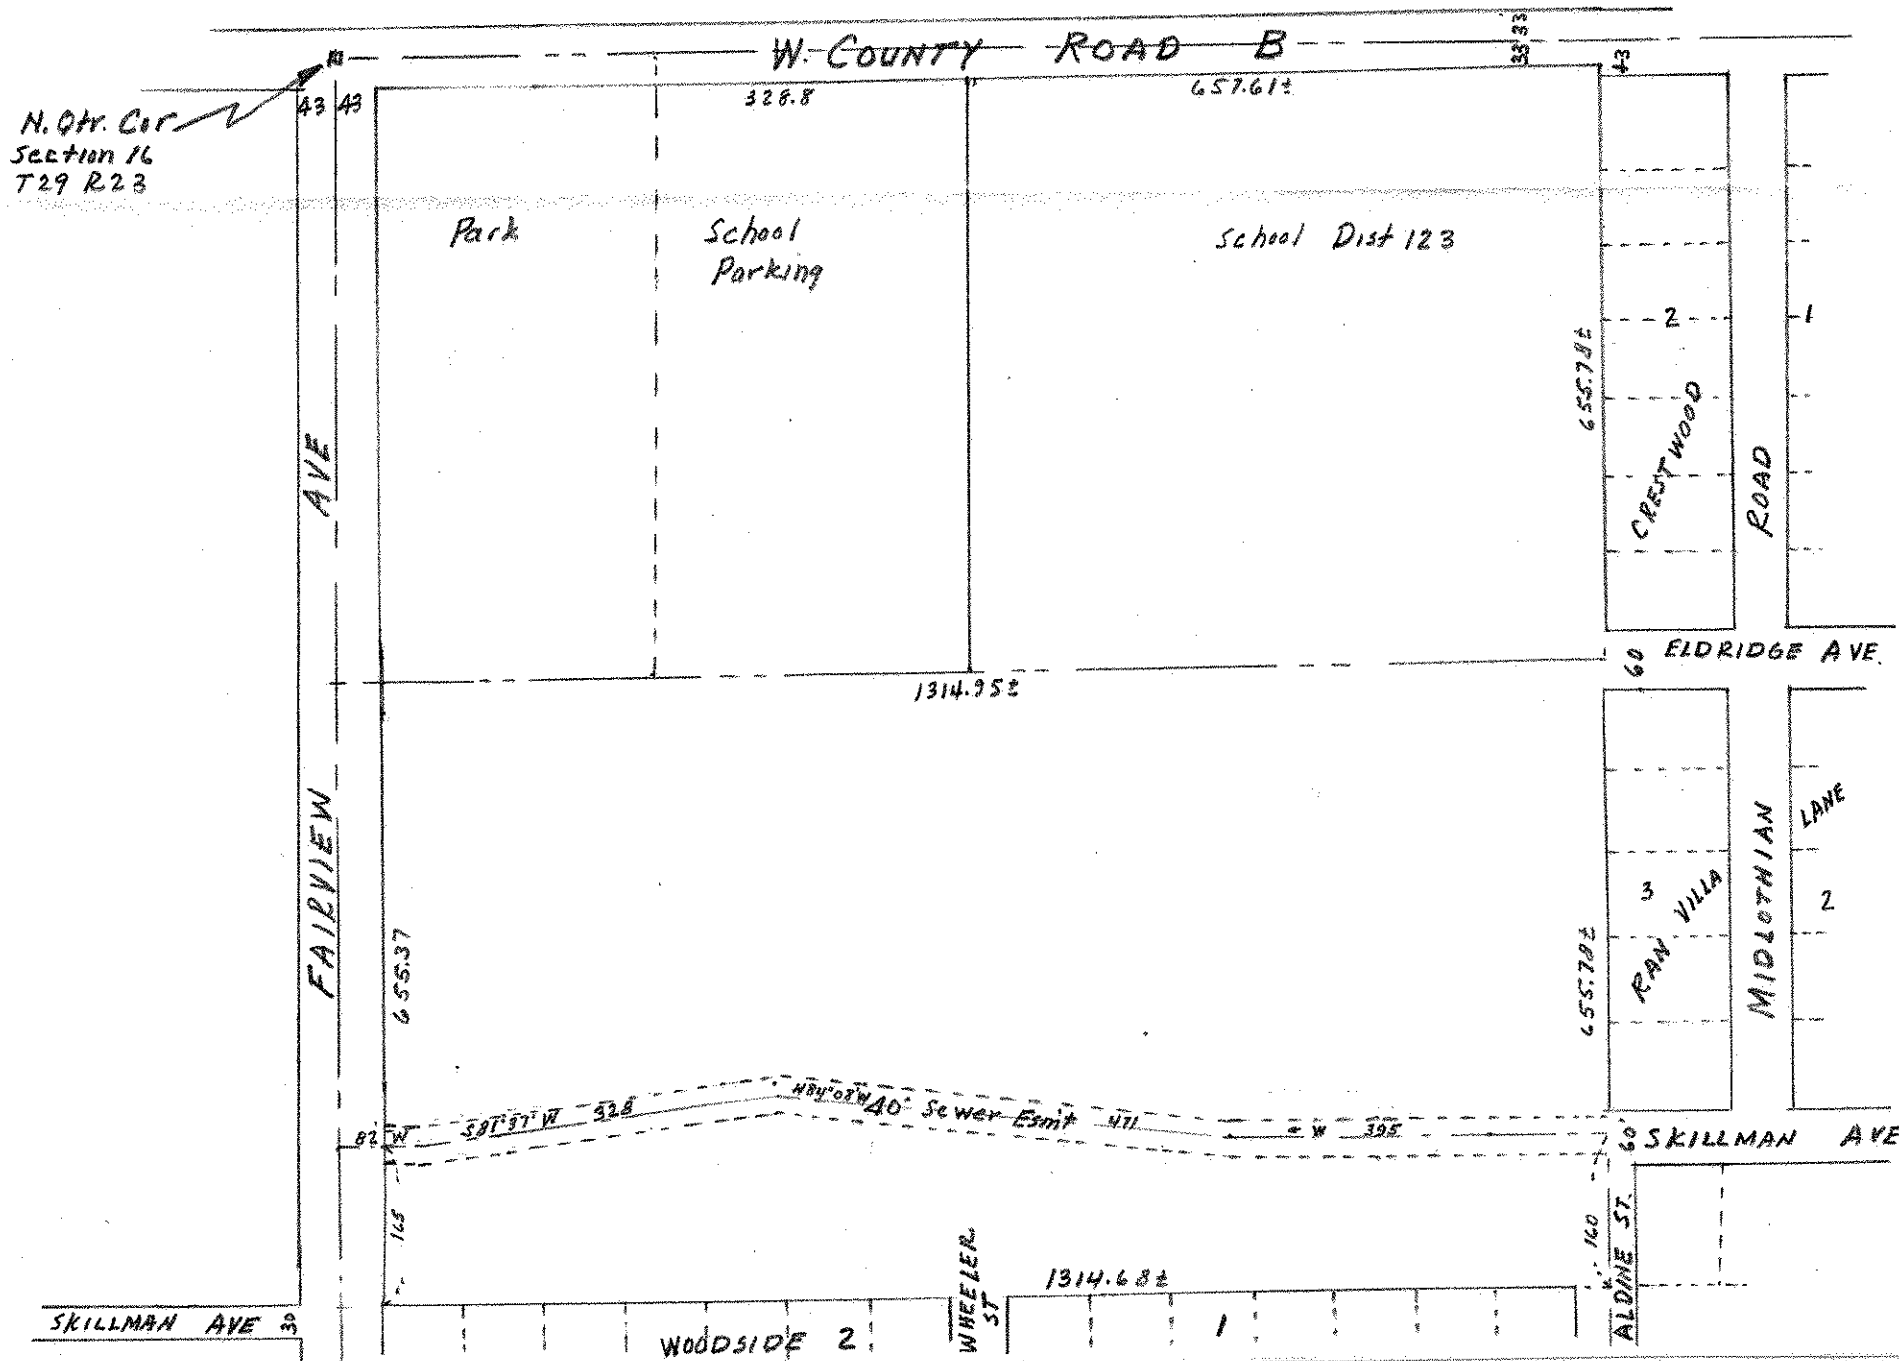 W. COUNTY ROAD B
33 33
43
43 43
328.8
657.61±
N. Qtr. Cor
Section 16
T29 R23
Park
School
Parking
School Dist 123
2
1
655.78±
CRESTWOOD
ROAD
AVE
60
ELDRIDGE AVE.
1314.95±
FAIRVIEW
655.37
655.78±
3
RAN VILLA
MIDLOTHIAN
LANE
2
82
W
S81°37'W 328
N84°08'W
40' Sewer Esmt 471
W 395
60
SKILLMAN AVE
165
160
ALDINE ST.
WHEELER
ST
1314.68±
SKILLMAN AVE
30
WOODSIDE 2
1